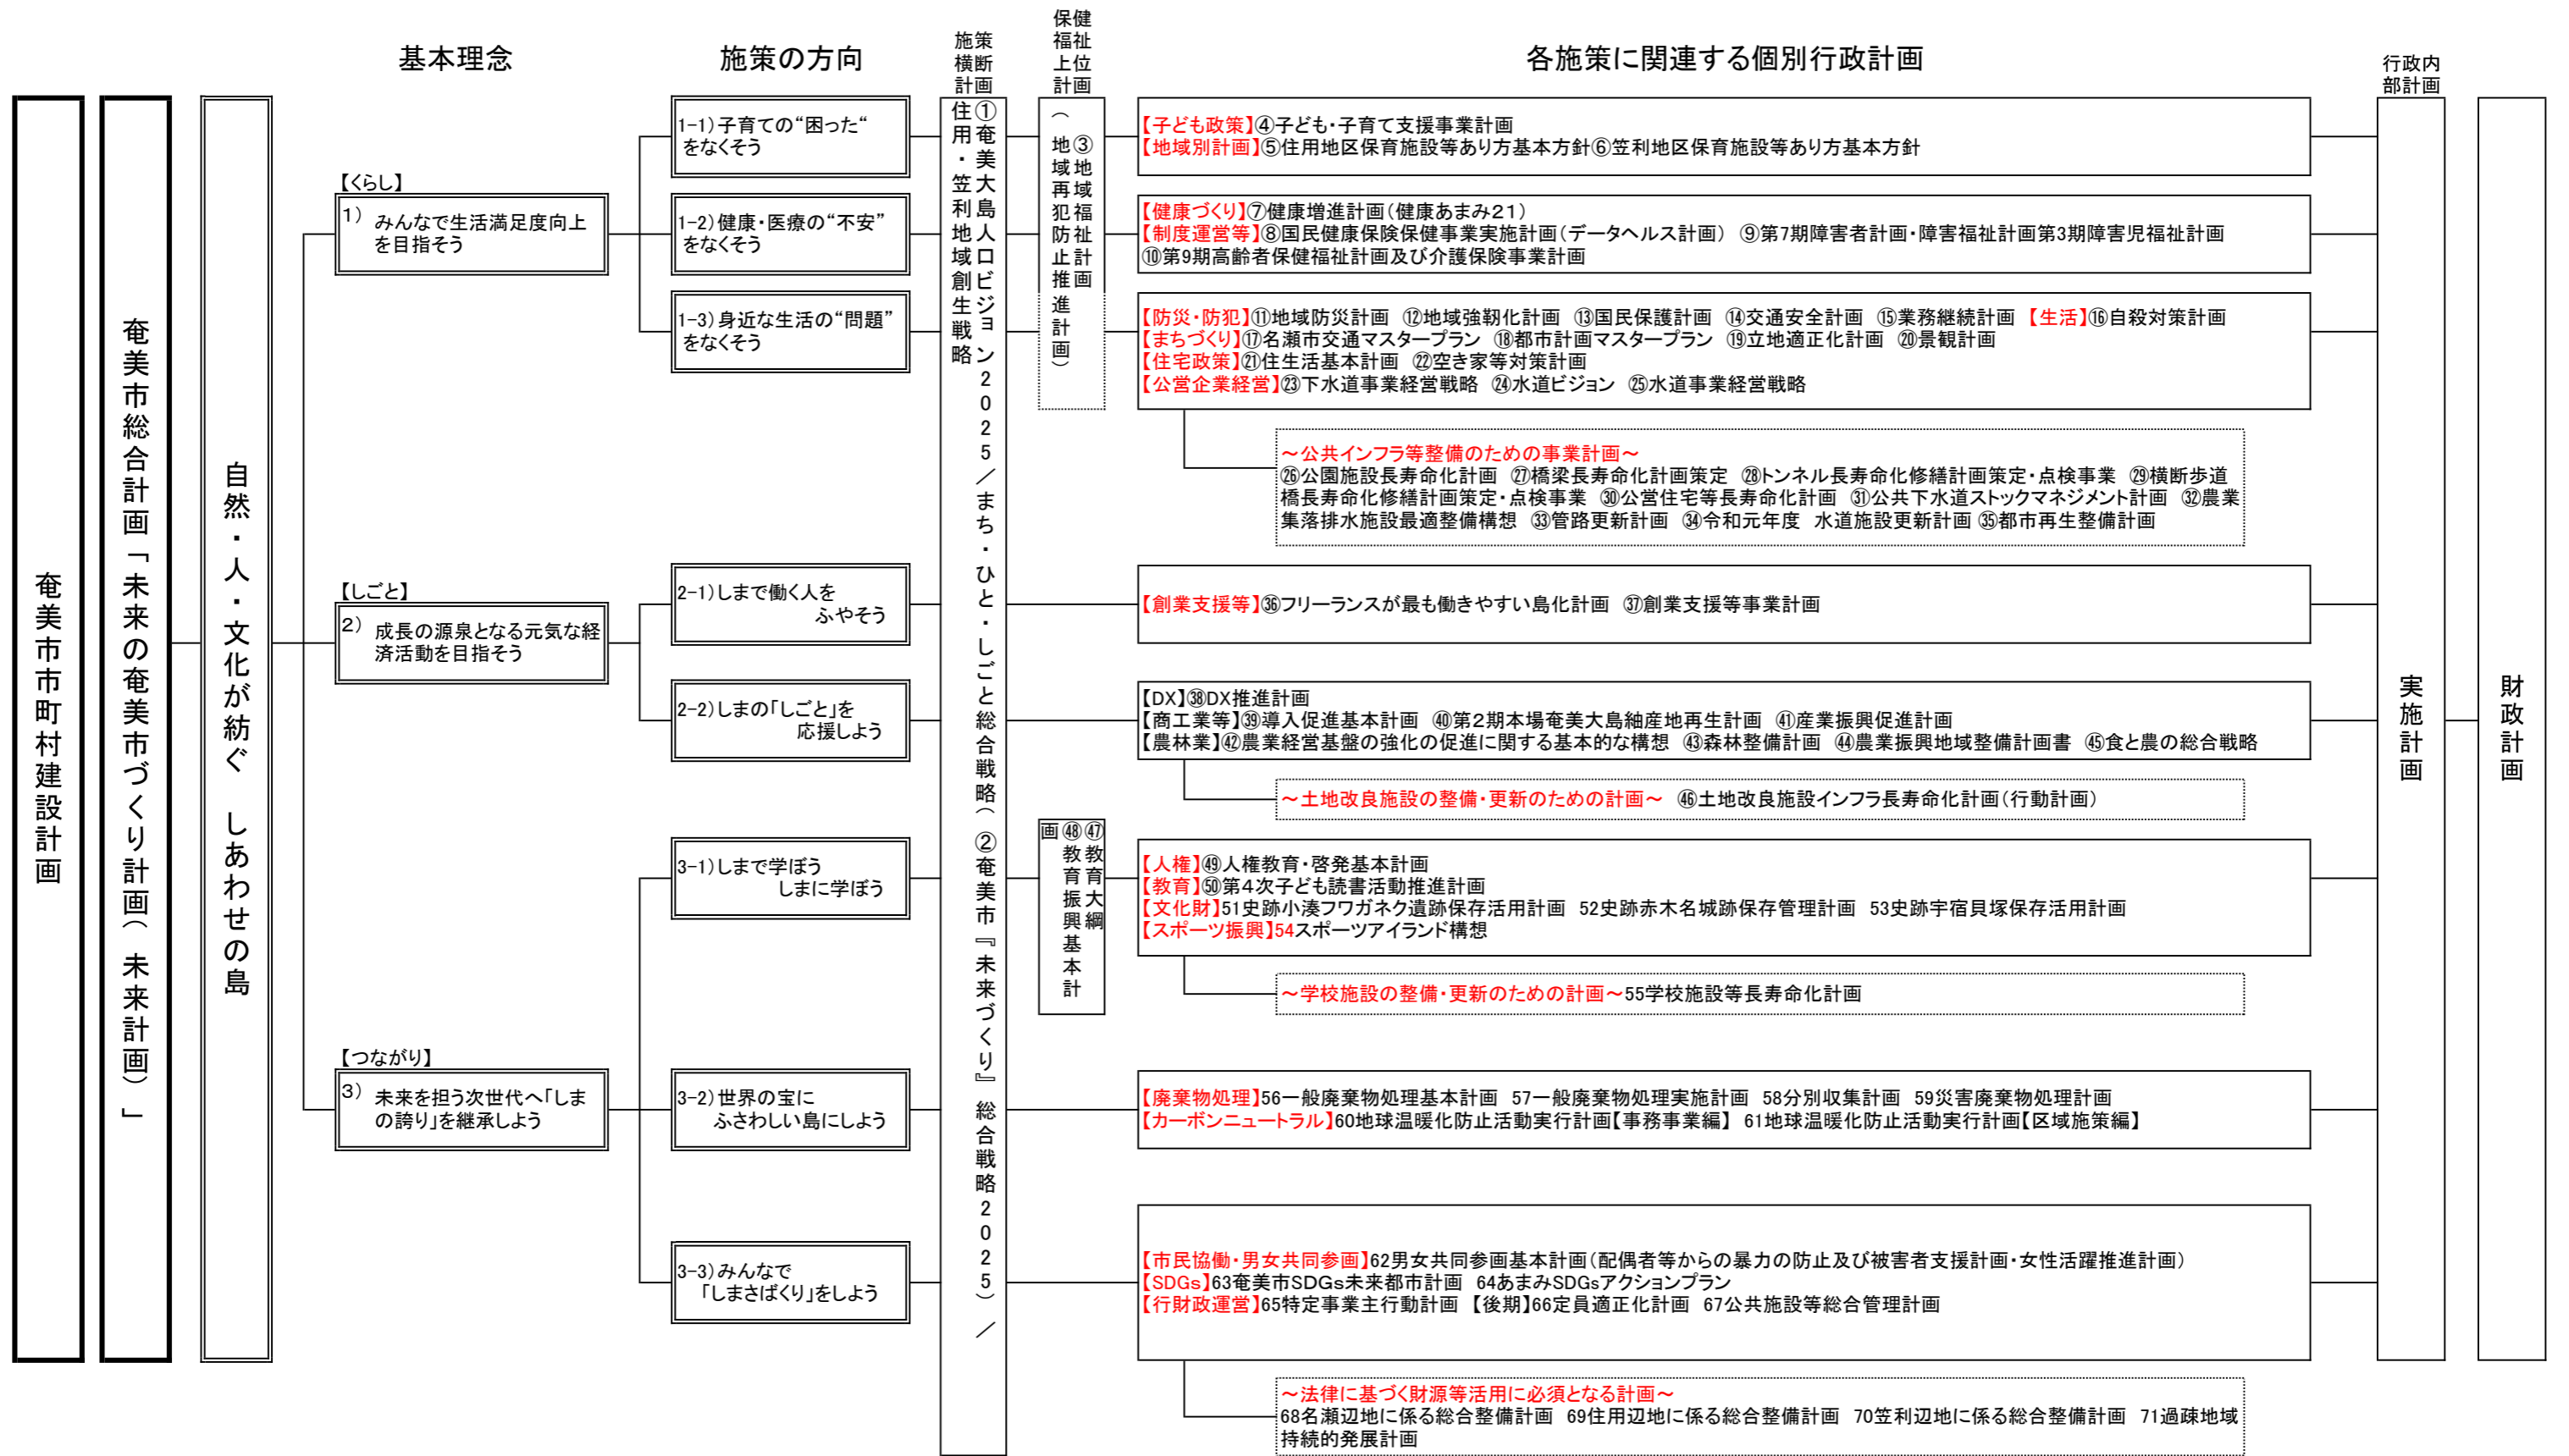 基本理念
施策の方向
施策
横断
計画
保健
福祉
上位
計画
各施策に関連する個別行政計画
行政内
部計画
奄美市市町村建設計画
奄美市総合計画「未来の奄美市づくり計画(未来計画)」
自然・人・文化が紡ぐ　しあわせの島
【くらし】
1) みんなで生活満足度向上
を目指そう
【しごと】
2) 成長の源泉となる元気な経
済活動を目指そう
【つながり】
3) 未来を担う次世代へ「しま
の誇り」を継承しよう
1-1)子育ての“困った“
をなくそう
1-2)健康・医療の“不安”
をなくそう
1-3)身近な生活の“問題”
をなくそう
2-1)しまで働く人を
ふやそう
2-2)しまの「しごと」を
応援しよう
3-1)しまで学ぼう
しまに学ぼう
3-2)世界の宝に
ふさわしい島にしよう
3-3)みんなで
「しまさばくり」をしよう
①奄美大島人口ビジョン2025/まち・ひと・しごと総合戦略(②奄美市『未来づくり』総合戦略2025)/
住用・笠利地域創生戦略
③地域福祉計画
(地域再犯防止推進計画)
㊼教育大綱
㊽教育振興基本計
画
【子ども政策】④子ども・子育て支援事業計画
【地域別計画】⑤住用地区保育施設等あり方基本方針⑥笠利地区保育施設等あり方基本方針
【健康づくり】⑦健康増進計画(健康あまみ21)
【制度運営等】⑧国民健康保険保健事業実施計画(データヘルス計画)　⑨第7期障害者計画・障害福祉計画第3期障害児福祉計画
⑩第9期高齢者保健福祉計画及び介護保険事業計画
【防災・防犯】⑪地域防災計画　⑫地域強靭化計画　⑬国民保護計画　⑭交通安全計画　⑮業務継続計画 【生活】⑯自殺対策計画
【まちづくり】⑰名瀬市交通マスタープラン　⑱都市計画マスタープラン　⑲立地適正化計画　⑳景観計画
【住宅政策】㉑住生活基本計画　㉒空き家等対策計画
【公営企業経営】㉓下水道事業経営戦略　㉔水道ビジョン　㉕水道事業経営戦略
～公共インフラ等整備のための事業計画～
㉖公園施設長寿命化計画　㉗橋梁長寿命化計画策定　㉘トンネル長寿命化修繕計画策定・点検事業　㉙横断歩道
橋長寿命化修繕計画策定・点検事業　㉚公営住宅等長寿命化計画　㉛公共下水道ストックマネジメント計画　㉜農業
集落排水施設最適整備構想　㉝管路更新計画　㉞令和元年度　水道施設更新計画 ㉟都市再生整備計画
【創業支援等】㊱フリーランスが最も働きやすい島化計画　㊲創業支援等事業計画
【DX】㊳DX推進計画
【商工業等】㊴導入促進基本計画　㊵第2期本場奄美大島紬産地再生計画　㊶産業振興促進計画
【農林業】㊷農業経営基盤の強化の促進に関する基本的な構想　㊸森林整備計画　㊹農業振興地域整備計画書　㊺食と農の総合戦略
～土地改良施設の整備・更新のための計画～　㊻土地改良施設インフラ長寿命化計画(行動計画)
【人権】㊾人権教育・啓発基本計画
【教育】㊿第4次子ども読書活動推進計画
【文化財】51史跡小湊フワガネク遺跡保存活用計画　52史跡赤木名城跡保存管理計画　53史跡宇宿貝塚保存活用計画
【スポーツ振興】54スポーツアイランド構想
～学校施設の整備・更新のための計画～55学校施設等長寿命化計画
【廃棄物処理】56一般廃棄物処理基本計画　57一般廃棄物処理実施計画　58分別収集計画　59災害廃棄物処理計画
【カーボンニュートラル】60地球温暖化防止活動実行計画【事務事業編】　61地球温暖化防止活動実行計画【区域施策編】
【市民協働・男女共同参画】62男女共同参画基本計画(配偶者等からの暴力の防止及び被害者支援計画・女性活躍推進計画)
【SDGs】63奄美市SDGs未来都市計画　64あまみSDGsアクションプラン
【行財政運営】65特定事業主行動計画　【後期】66定員適正化計画　67公共施設等総合管理計画
～法律に基づく財源等活用に必須となる計画～
68名瀬辺地に係る総合整備計画　69住用辺地に係る総合整備計画　70笠利辺地に係る総合整備計画　71過疎地域
持続的発展計画
実施計画
財政計画